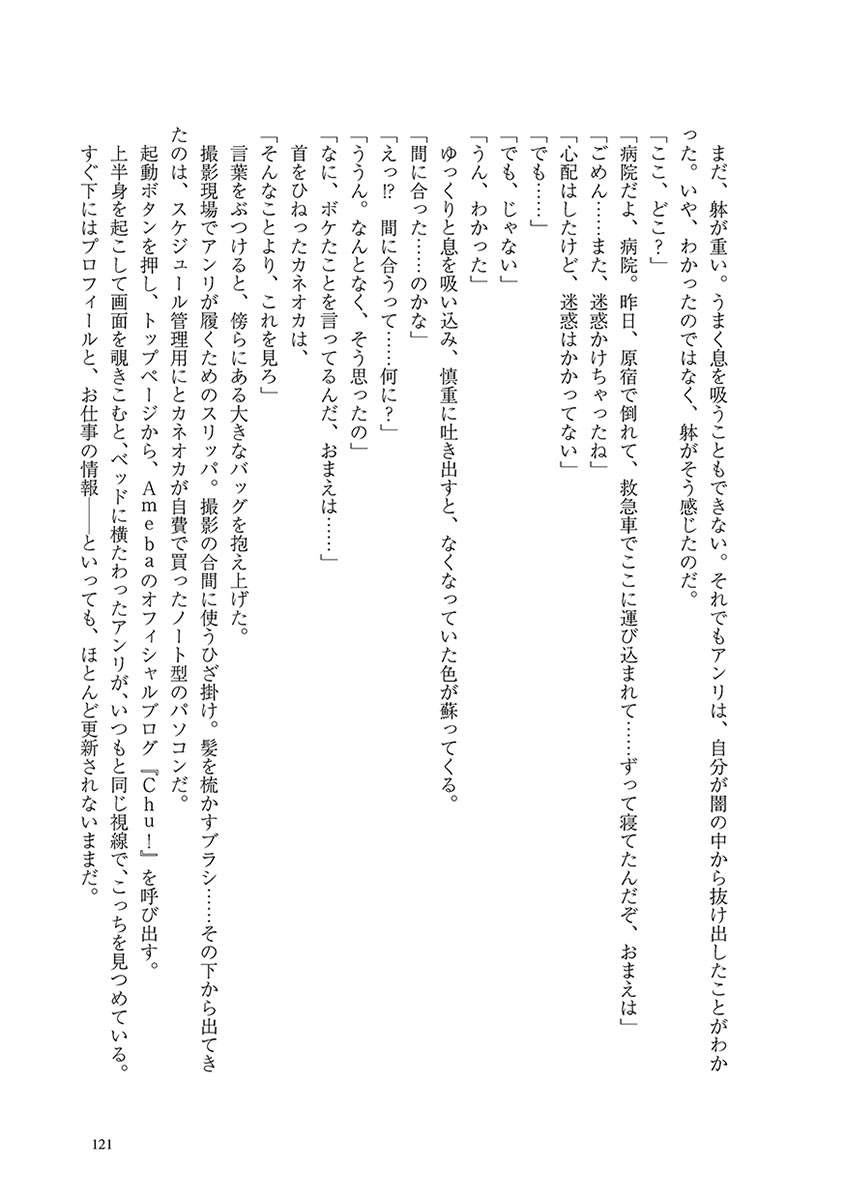 まだ、躰が重い。うまく息を吸うこともできない。それでもアンリは、自分が闇の中から抜け出したことがわか
った。いや、わかったのではなく、躰がそう感じたのだ。
「ここ、どこ？」
「病院だよ、病院。昨日、原宿で倒れて、救急車でここに運び込まれて……ずって寝てたんだぞ、おまえは」
「ごめん……また、迷惑かけちゃったね」
「心配はしたけど、迷惑はかかってない」
「でも……」
「でも、じゃない」
「うん、わかった」
　ゆっくりと息を吸い込み、慎重に吐き出すと、なくなっていた色が蘇ってくる。
「間に合った……のかな」
「えっ!?　間に合うって……何に？」
「ううん。なんとなく、そう思ったの」
「なに、ボケたことを言ってるんだ、おまえは……」
　首をひねったカネオカは、
「そんなことより、これを見ろ」
　言葉をぶつけると、傍らにある大きなバッグを抱え上げた。
　撮影現場でアンリが履くためのスリッパ。撮影の合間に使うひざ掛け。髪を梳かすブラシ……その下から出てき
たのは、スケジュール管理用にとカネオカが自費で買ったノート型のパソコンだ。
　起動ボタンを押し、トップページから、Ａｍｅｂａのオフィシャルブログ『Ｃｈｕ！』を呼び出す。
　上半身を起こして画面を覗きこむと、ベッドに横たわったアンリが、いつもと同じ視線で、こっちを見つめている。
　すぐ下にはプロフィールと、お仕事の情報――といっても、ほとんど更新されないままだ。
121